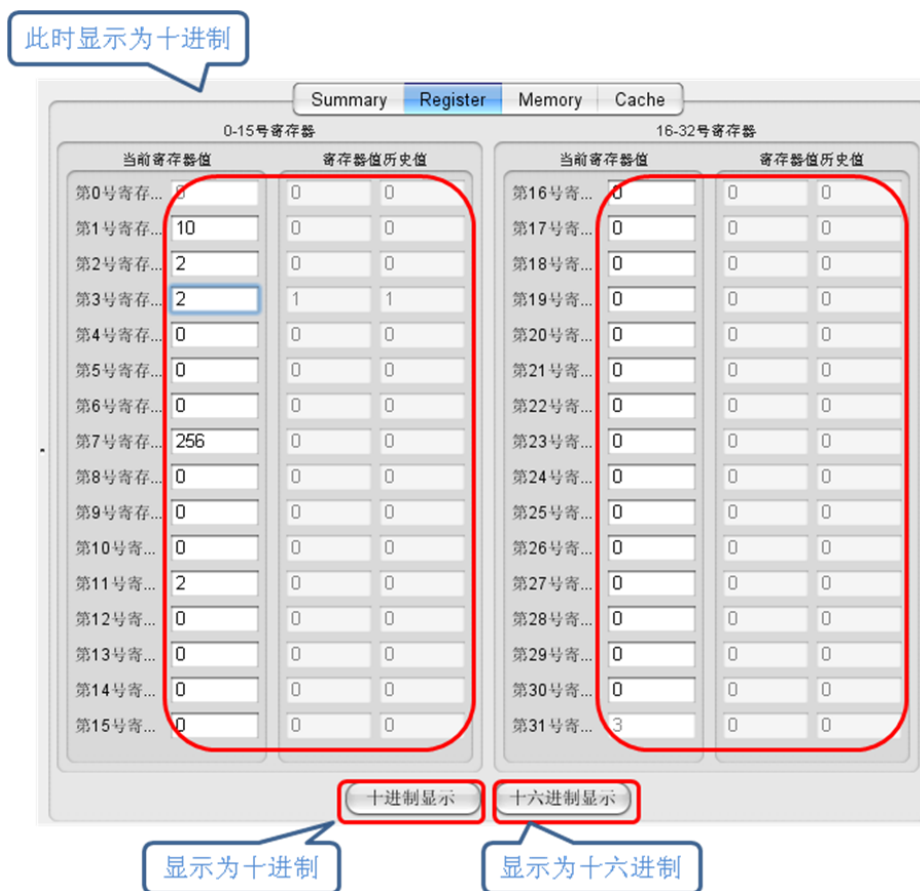 此时显示为十进制
Summary Register Memory Cache
0-15号寄存器 16-32号寄存器
当前寄存器值 寄存器值历史值 当前寄存器值 寄存器值历史值
第0号寄存... 0 0 0 第16号寄... 0 0 0
第1号寄存... 10 0 0 第17号寄... 0 0 0
第2号寄存... 2 0 0 第18号寄... 0 0 0
第3号寄存... 2 1 1 第19号寄... 0 0 0
第4号寄存... 0 0 0 第20号寄... 0 0 0
第5号寄存... 0 0 0 第21号寄... 0 0 0
第6号寄存... 0 0 0 第22号寄... 0 0 0
第7号寄存... 256 0 0 第23号寄... 0 0 0
第8号寄存... 0 0 0 第24号寄... 0 0 0
第9号寄存... 0 0 0 第25号寄... 0 0 0
第10号寄... 0 0 0 第26号寄... 0 0 0
第11号寄... 2 0 0 第27号寄... 0 0 0
第12号寄... 0 0 0 第28号寄... 0 0 0
第13号寄... 0 0 0 第29号寄... 0 0 0
第14号寄... 0 0 0 第30号寄... 0 0 0
第15号寄... 0 0 0 第31号寄... 3 0 0
十进制显示 十六进制显示
显示为十进制 显示为十六进制